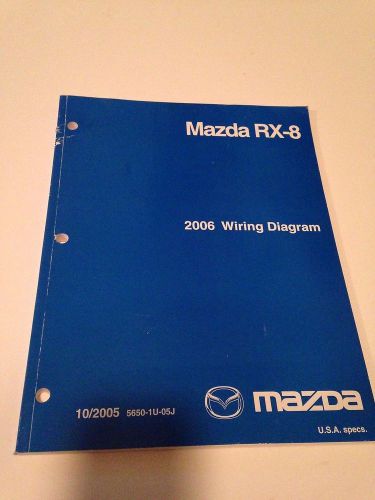 Mazda RX-8
2006 Wiring Diagram
10/2005 5650-1U-05J
mazda
U.S.A. specs.